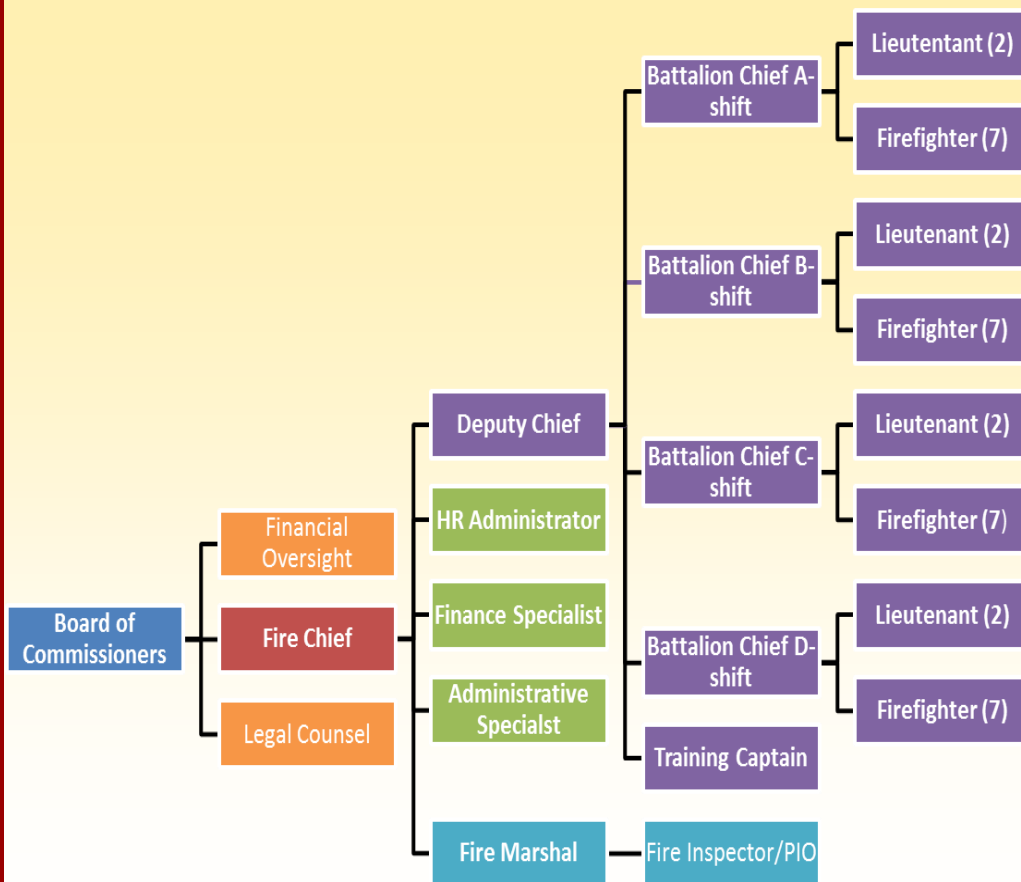 Board of
Commissioners
Financial
Oversight
Fire Chief
Legal Counsel
Deputy Chief
HR Administrator
Finance Specialist
Administrative
Specialst
Fire Marshal
Battalion Chief A-
shift
Battalion Chief B-
shift
Battalion Chief C-
shift
Battalion Chief D-
shift
Training Captain
Fire Inspector/PIO
Lieutentant (2)
Firefighter (7)
Lieutenant (2)
Firefighter (7)
Lieutenant (2)
Firefighter (7)
Lieutenant (2)
Firefighter (7)